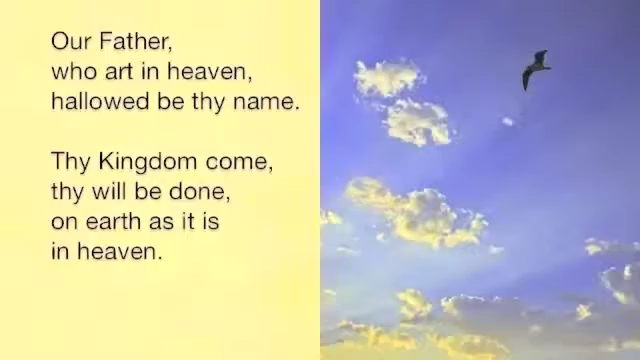 Our Father,
who art in heaven,
hallowed be thy name.
Thy Kingdom come,
thy will be done,
on earth as it is
in heaven.